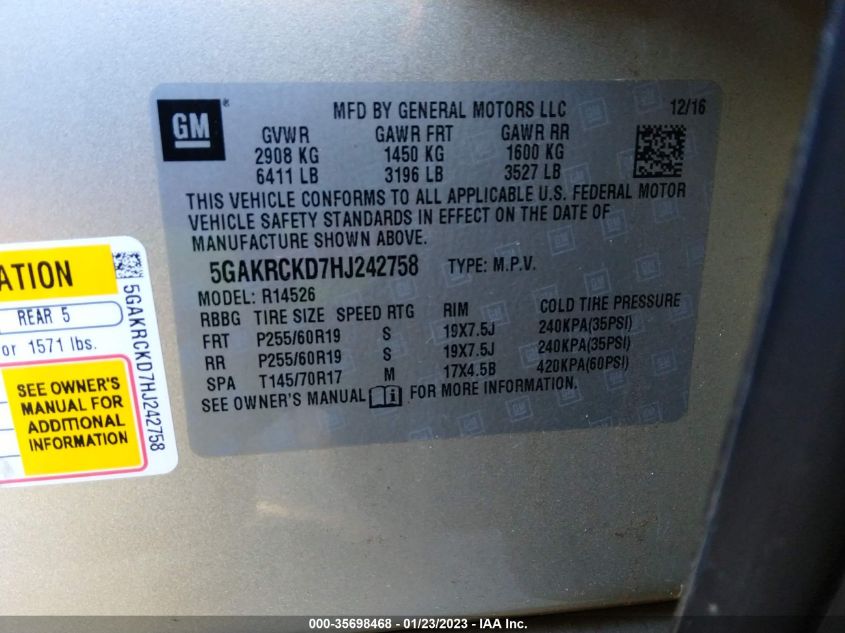 GM ®
MFD BY GENERAL MOTORS LLC 12/16
GVWR GAWR FRT GAWR RR
2908 KG 1450 KG 1600 KG
6411 LB 3196 LB 3527 LB
THIS VEHICLE CONFORMS TO ALL APPLICABLE U.S. FEDERAL MOTOR
VEHICLE SAFETY STANDARDS IN EFFECT ON THE DATE OF
MANUFACTURE SHOWN ABOVE.
5GAKRCKD7HJ242758 TYPE: M.P.V.
MODEL: R14526
RBBG TIRE SIZE SPEED RTG RIM COLD TIRE PRESSURE
FRT P255/60R19 S 19X7.5J 240KPA(35PSI)
RR P255/60R19 S 19X7.5J 240KPA(35PSI)
SPA T145/70R17 M 17X4.5B 420KPA(60PSI)
SEE OWNER'S MANUAL FOR MORE INFORMATION.
ATION
REAR 5
or 1571 lbs.
SEE OWNER'S
MANUAL FOR
ADDITIONAL
INFORMATION
5GAKRCKD7HJ242758
000-35698468 - 01/23/2023 - IAA Inc.